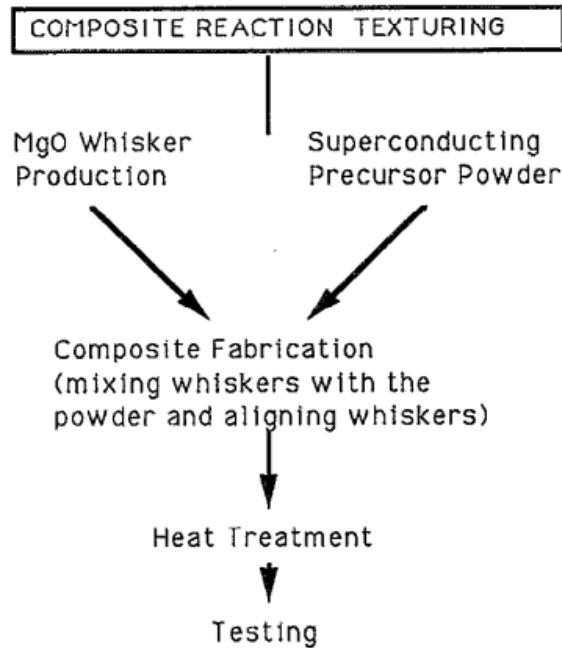 COMPOSITE REACTION TEXTURING
MgO Whisker
Production
Superconducting
Precursor Powder
Composite Fabrication
(mixing whiskers with the
powder and aligning whiskers)
Heat Treatment
Testing